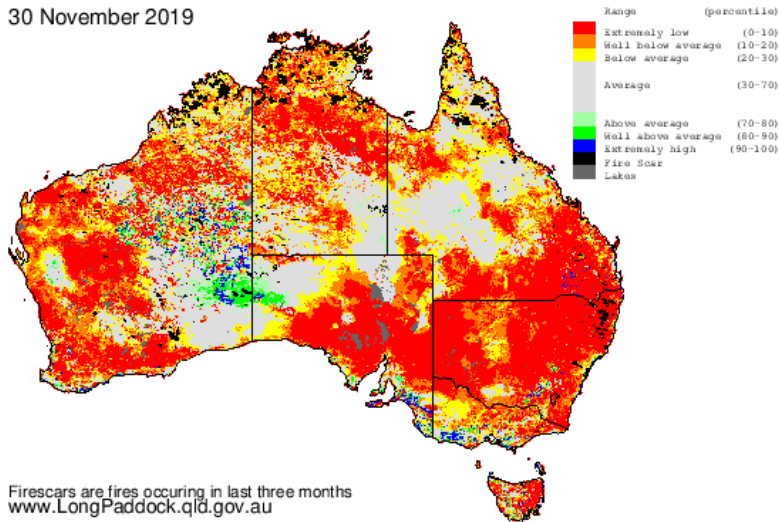 30 November 2019
Range (percentile)
Extremely low (0-10)
Well below average (10-20)
Below average (20-30)
Average (30-70)
Above average (70-80)
Well above average (80-90)
Extremely high (90-100)
Fire Scar
Lakes
Firescars are fires occuring in last three months
www.LongPaddock.qld.gov.au